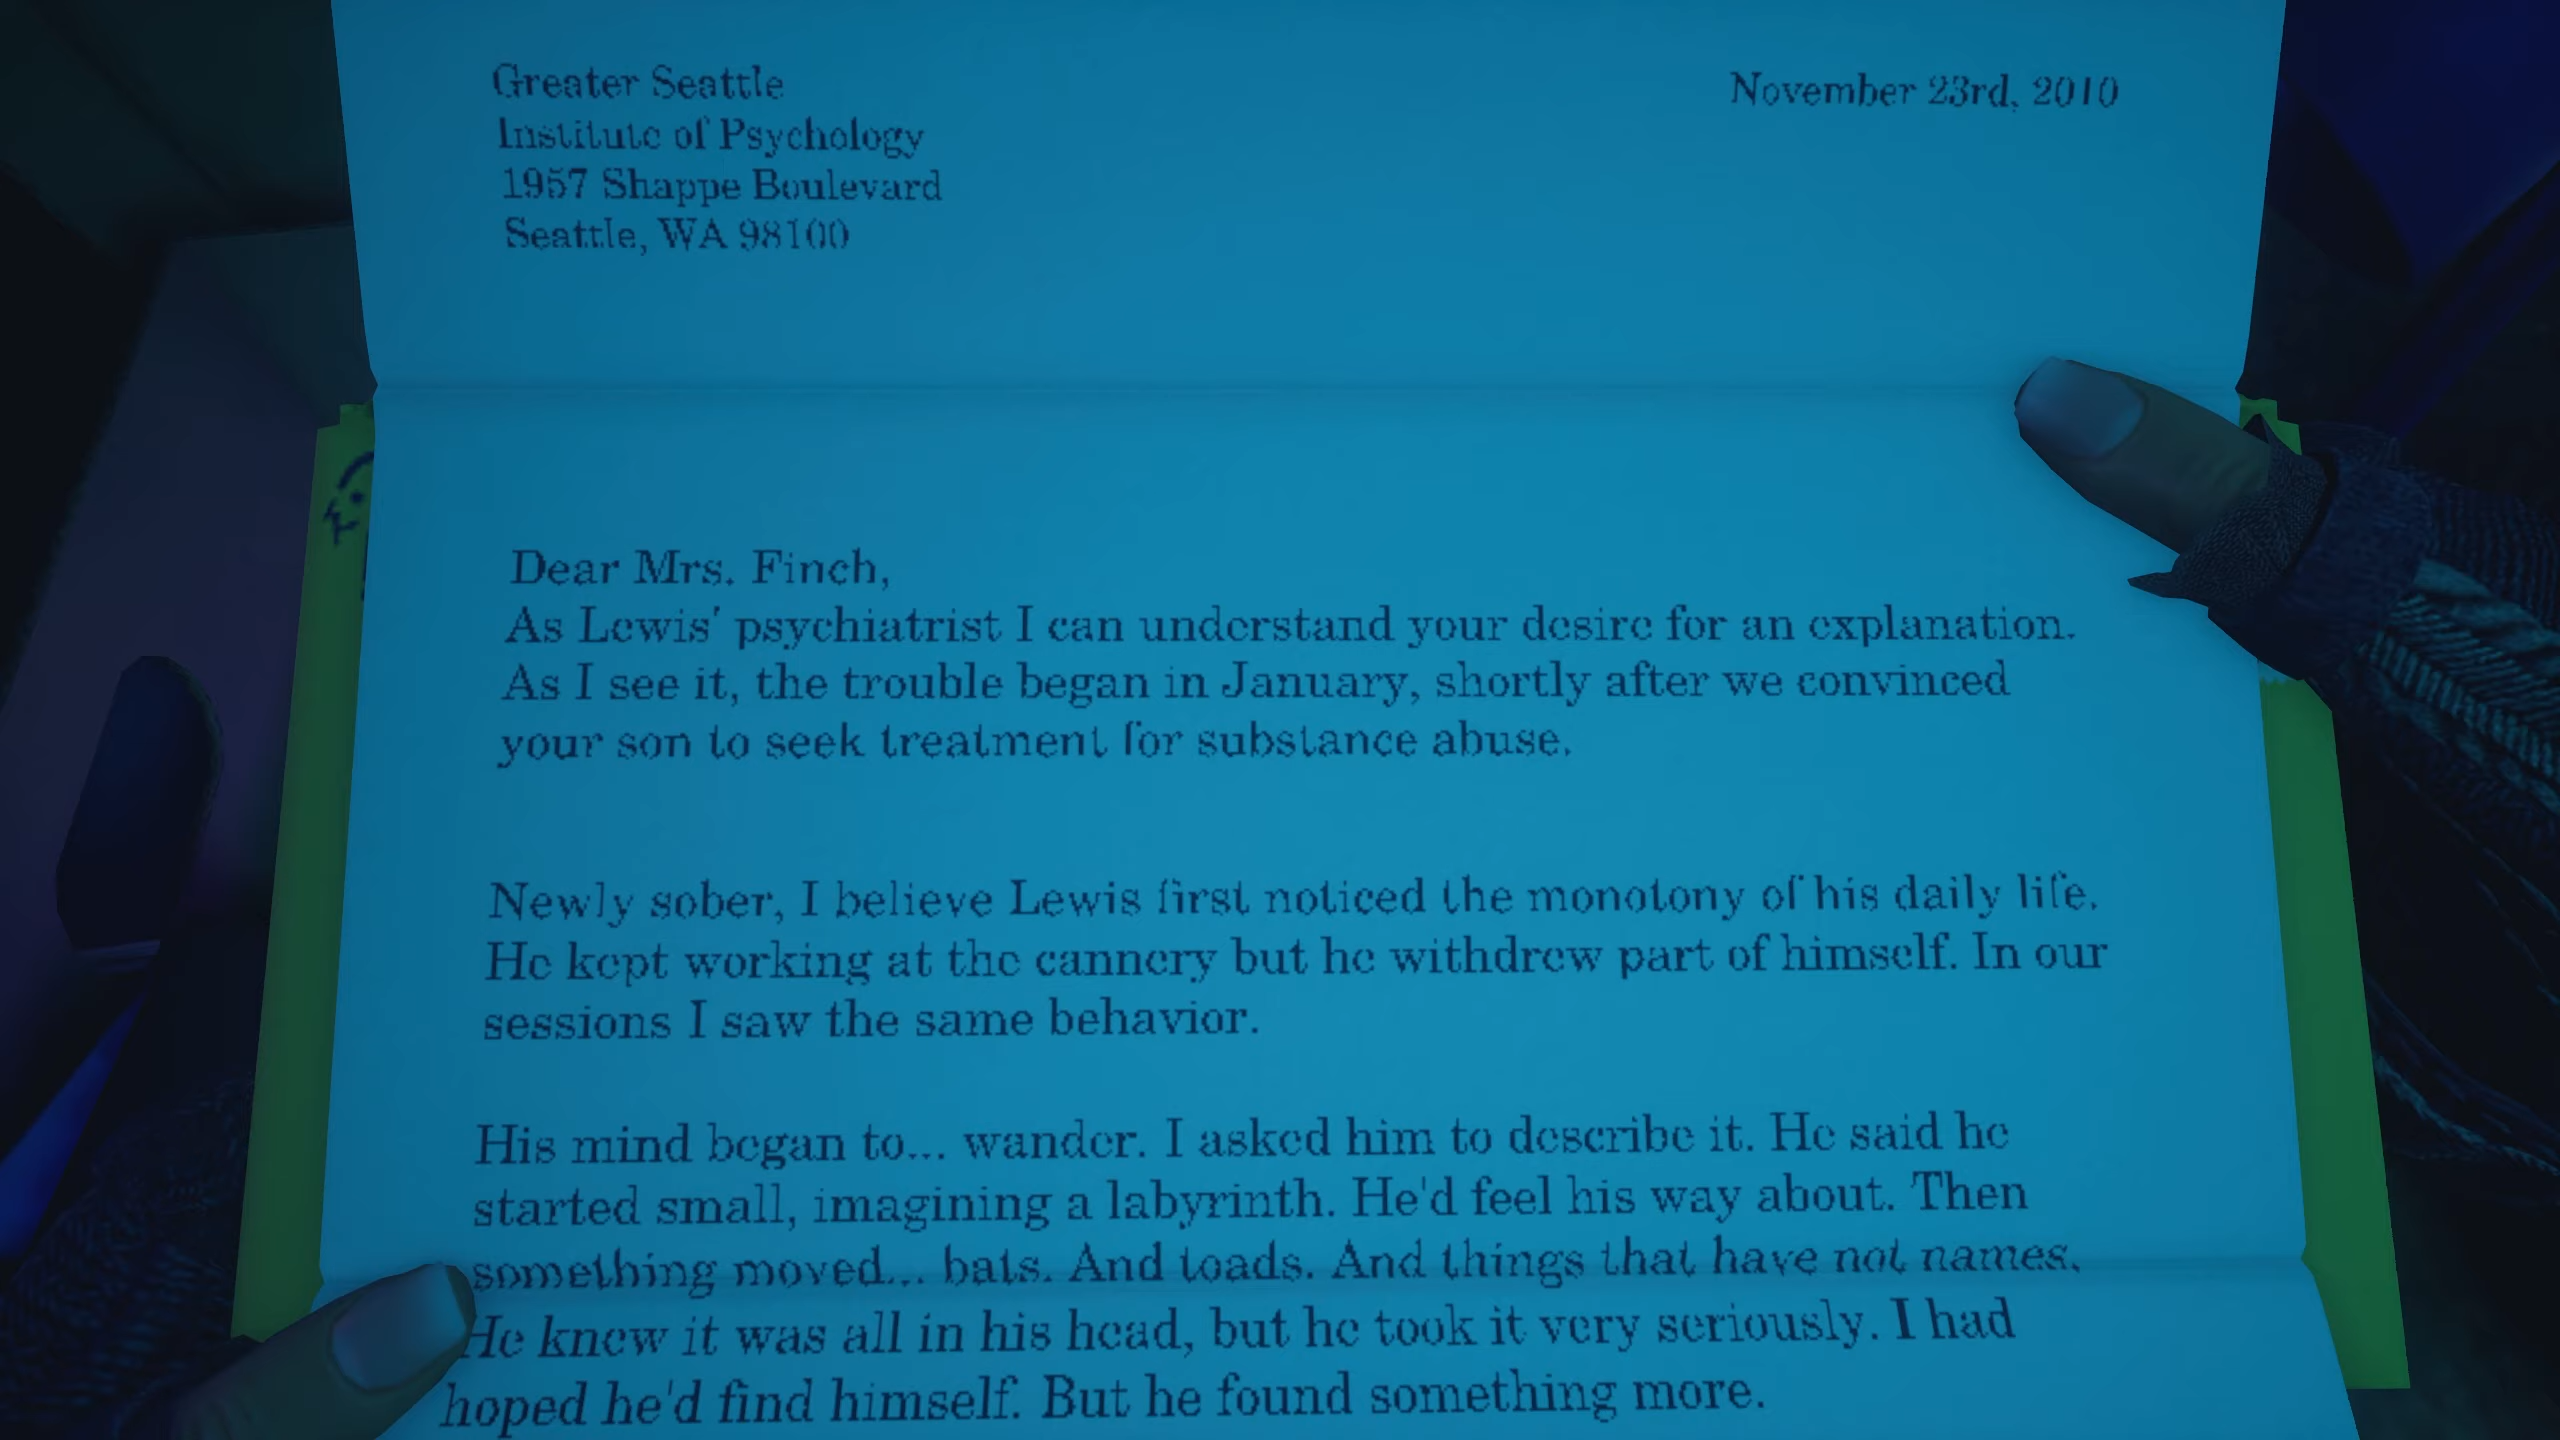 Greater Seattle
Institute of Psychology
1957 Shappe Boulevard
Seattle, WA 98100
November 23rd, 2010
Dear Mrs. Finch,
As Lewis' psychiatrist I can understand your desire for an explanation.
As I see it, the trouble began in January, shortly after we convinced
your son to seek treatment for substance abuse.
Newly sober, I believe Lewis first noticed the monotony of his daily life.
He kept working at the cannery but he withdrew part of himself. In our
sessions I saw the same behavior.
His mind began to... wander. I asked him to describe it. He said he
started small, imagining a labyrinth. He'd feel his way about. Then
something moved... bats. And toads. And things that have not names.
He knew it was all in his head, but he took it very seriously. I had
hoped he'd find himself. But he found something more.